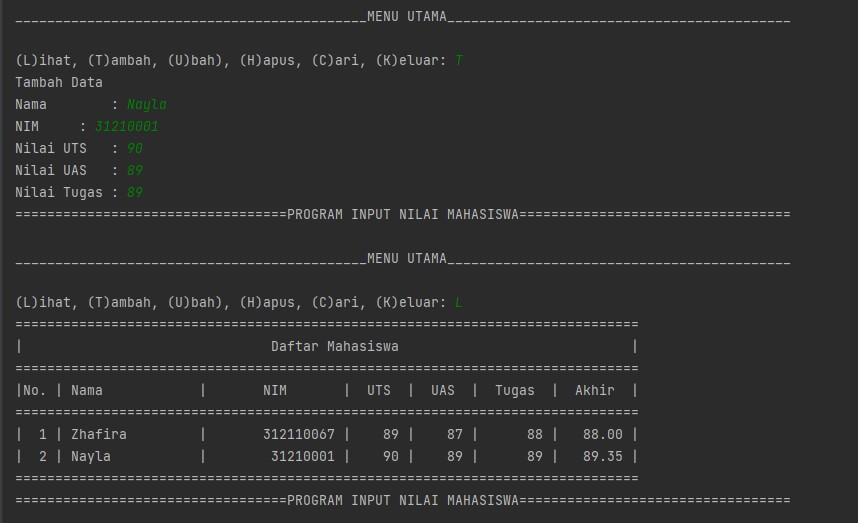 ____________________________________________MENU UTAMA___________________________________________
(L)ihat, (T)ambah, (U)bah), (H)apus, (C)ari, (K)eluar: T
Tambah Data
Nama        : Nayla
NIM     : 31210001
Nilai UTS   : 90
Nilai UAS   : 89
Nilai Tugas : 89
==================================PROGRAM INPUT NILAI MAHASISWA==================================
____________________________________________MENU UTAMA___________________________________________
(L)ihat, (T)ambah, (U)bah), (H)apus, (C)ari, (K)eluar: L
==============================================================================
|                               Daftar Mahasiswa                             |
==============================================================================
|No. | Nama            |       NIM       |  UTS  |  UAS  |  Tugas  |  Akhir  |
==============================================================================
|  1 | Zhafira         |       312110067 |    89 |    87 |      88 |   88.00 |
|  2 | Nayla           |        31210001 |    90 |    89 |      89 |   89.35 |
==============================================================================
==================================PROGRAM INPUT NILAI MAHASISWA==================================